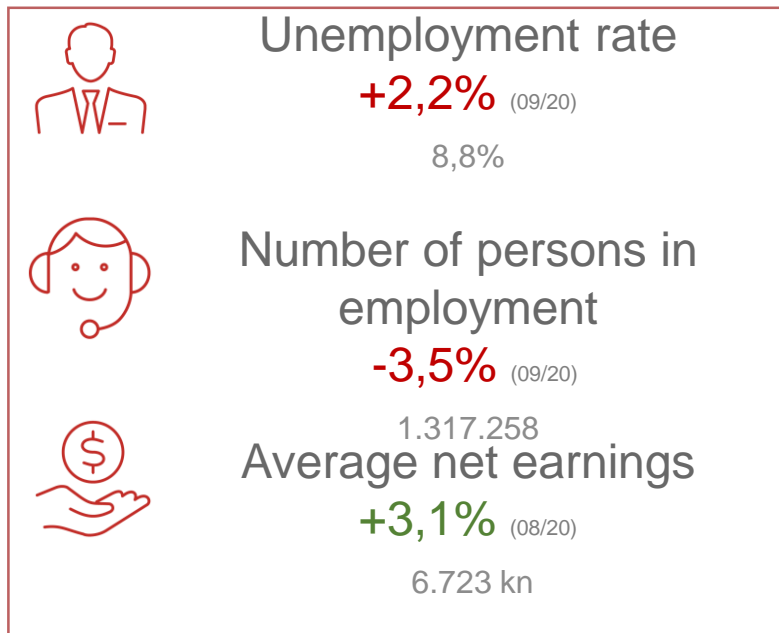 Unemployment rate
+2,2% (09/20)
8,8%
Number of persons in
employment
-3,5% (09/20)
1.317.258
Average net earnings
+3,1% (08/20)
6.723 kn
$